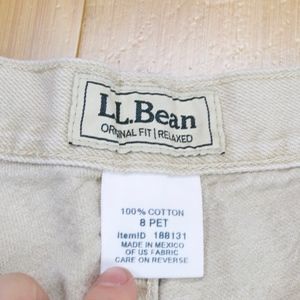 L.L.Bean
ORIGINAL FIT | RELAXED
100% COTTON
8 PET
ItemID 188131
MADE IN MEXICO
OF US FABRIC
CARE ON REVERSE